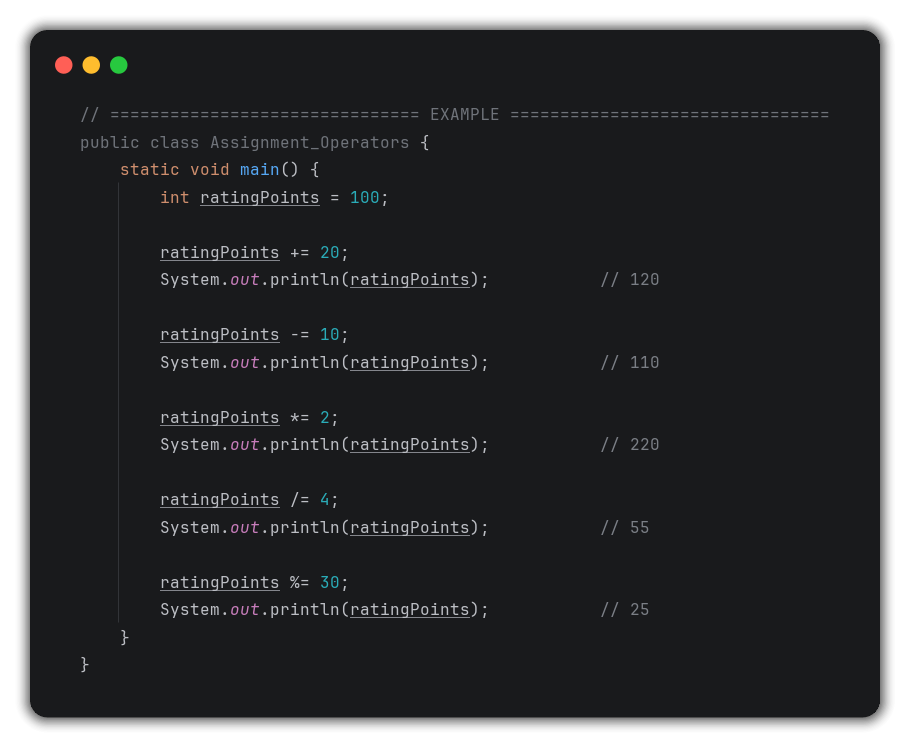 // =============================== EXAMPLE ================================
public class Assignment_Operators {
    static void main() {
        int ratingPoints = 100;

        ratingPoints += 20;
        System.out.println(ratingPoints);           // 120

        ratingPoints -= 10;
        System.out.println(ratingPoints);           // 110

        ratingPoints *= 2;
        System.out.println(ratingPoints);           // 220

        ratingPoints /= 4;
        System.out.println(ratingPoints);           // 55

        ratingPoints %= 30;
        System.out.println(ratingPoints);           // 25
    }
}